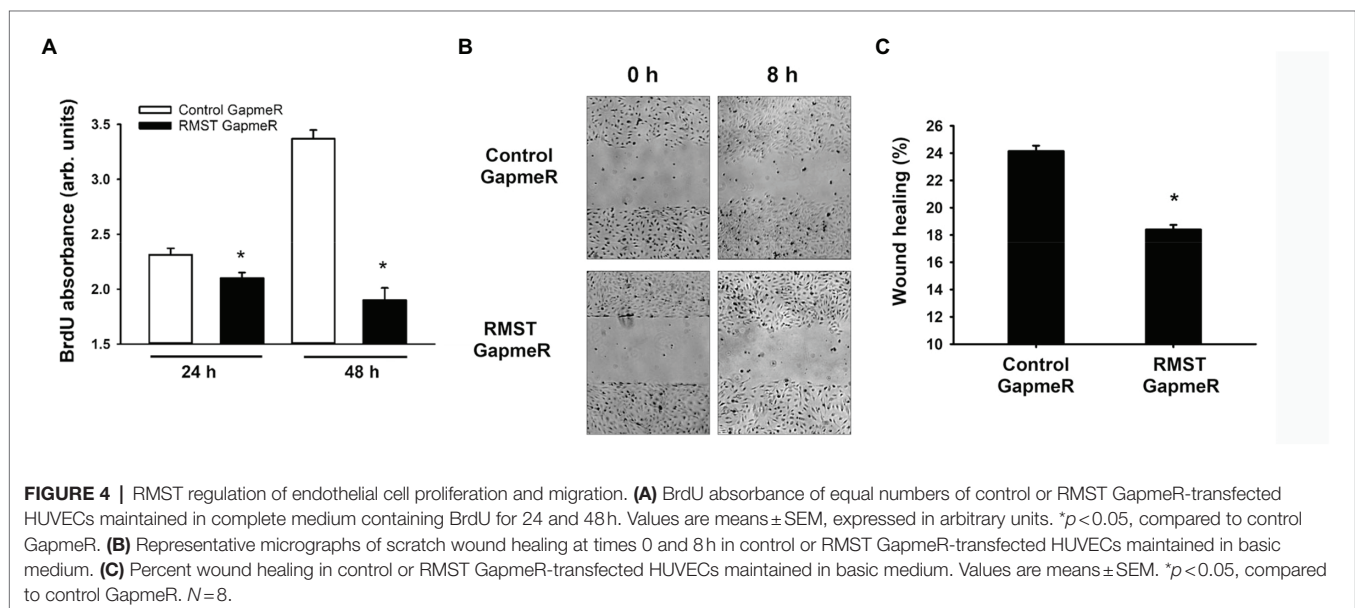 A
Control GapmeR
RMST GapmeR
BrdU absorbance (arb. units)
3.5
3.0
2.5
2.0
1.5
*
*
24 h
48 h
B
0 h
8 h
Control
GapmeR
RMST
GapmeR
C
Wound healing (%)
26
24
22
20
18
16
14
12
10
*
Control
GapmeR
RMST
GapmeR
FIGURE 4 | RMST regulation of endothelial cell proliferation and migration. (A) BrdU absorbance of equal numbers of control or RMST GapmeR-transfected
HUVECs maintained in complete medium containing BrdU for 24 and 48 h. Values are means ± SEM, expressed in arbitrary units. *p < 0.05, compared to control
GapmeR. (B) Representative micrographs of scratch wound healing at times 0 and 8 h in control or RMST GapmeR-transfected HUVECs maintained in basic
medium. (C) Percent wound healing in control or RMST GapmeR-transfected HUVECs maintained in basic medium. Values are means ± SEM. *p < 0.05, compared
to control GapmeR. N = 8.